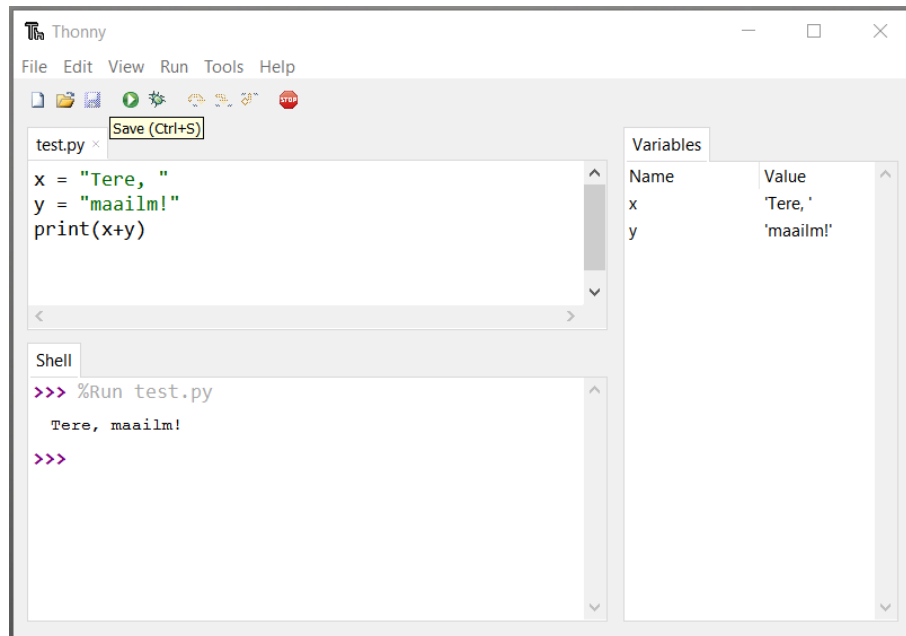 Thonny
File Edit View Run Tools Help
STOP
Save (Ctrl+S)
test.py
x = "Tere, "
y = "maailm!"
print(x+y)
Shell
>>> %Run test.py
Tere, maailm!
>>>
Variables
Name Value
x 'Tere, '
y 'maailm!'